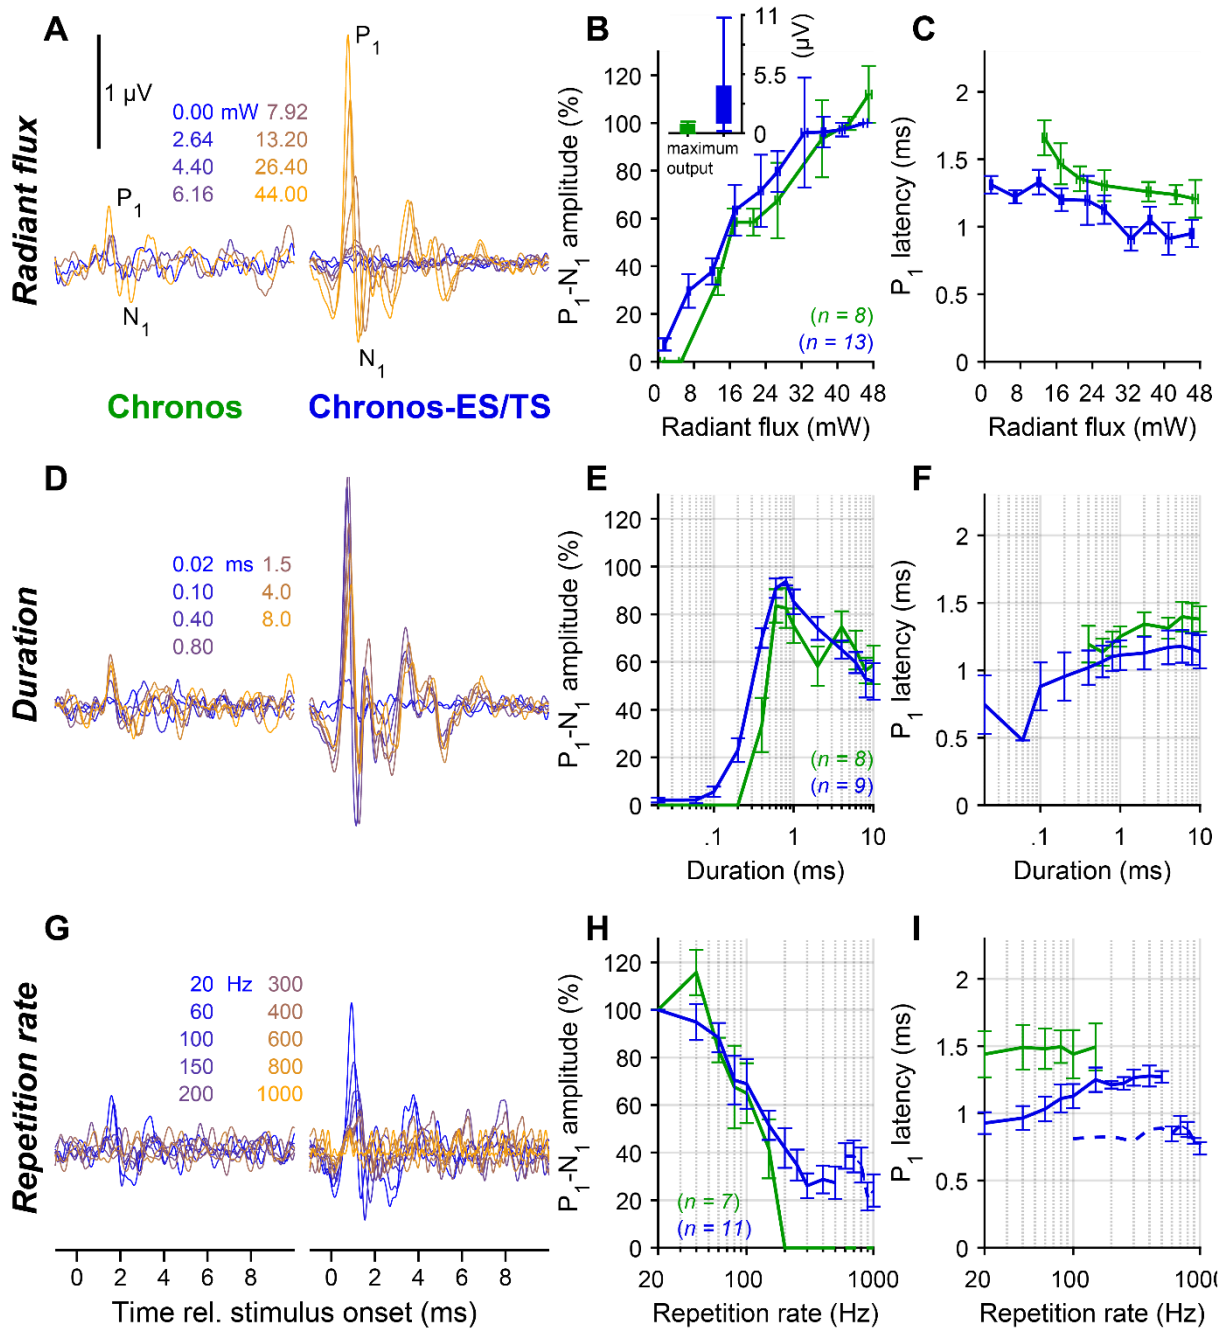 A
P1
1 µV
0.00 mW 7.92
2.64 13.20
4.40 26.40
6.16 44.00
P1
N1
N1
Radiant flux
Chronos
Chronos-ES/TS
B
11
5.5
0
(µV)
maximum
output
120
100
80
60
40
20
0
P1-N1 amplitude (%)
(n = 8)
(n = 13)
0 8 16 24 32 40 48
Radiant flux (mW)
C
2
1.5
1
0.5
0
P1 latency (ms)
0 8 16 24 32 40 48
Radiant flux (mW)
D
0.02 ms 1.5
0.10 4.0
0.40 8.0
0.80
Duration
E
120
100
80
60
40
20
0
P1-N1 amplitude (%)
(n = 8)
(n = 9)
.1 1 10
Duration (ms)
F
2
1.5
1
0.5
0
P1 latency (ms)
.1 1 10
Duration (ms)
G
20 Hz 300
60 400
100 600
150 800
200 1000
Repetition rate
0 2 4 6 8
0 2 4 6 8
Time rel. stimulus onset (ms)
H
120
100
80
60
40
20
0
P1-N1 amplitude (%)
(n = 7)
(n = 11)
20 100 1000
Repetition rate (Hz)
I
2
1.5
1
0.5
0
P1 latency (ms)
20 100 1000
Repetition rate (Hz)